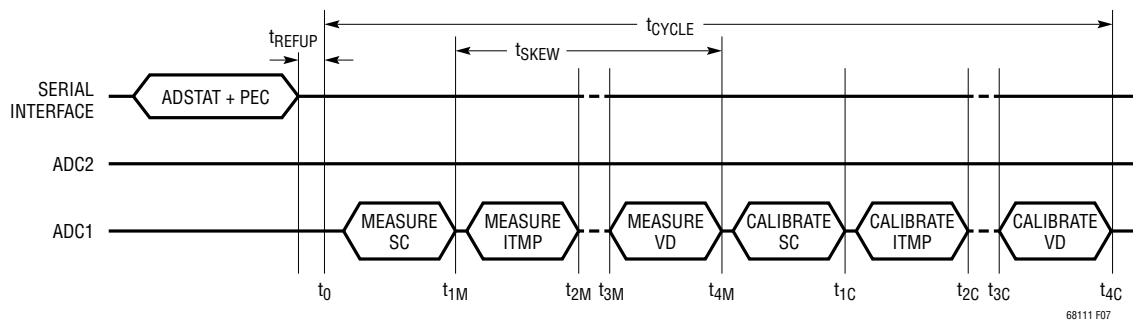 tCYCLE
tREFUP
tSKEW
SERIAL
INTERFACE
ADSTAT + PEC
ADC2
ADC1
MEASURE
SC
MEASURE
ITMP
MEASURE
VD
CALIBRATE
SC
CALIBRATE
ITMP
CALIBRATE
VD
t0
t1M
t2M
t3M
t4M
t1C
t2C
t3C
t4C
68111 F07